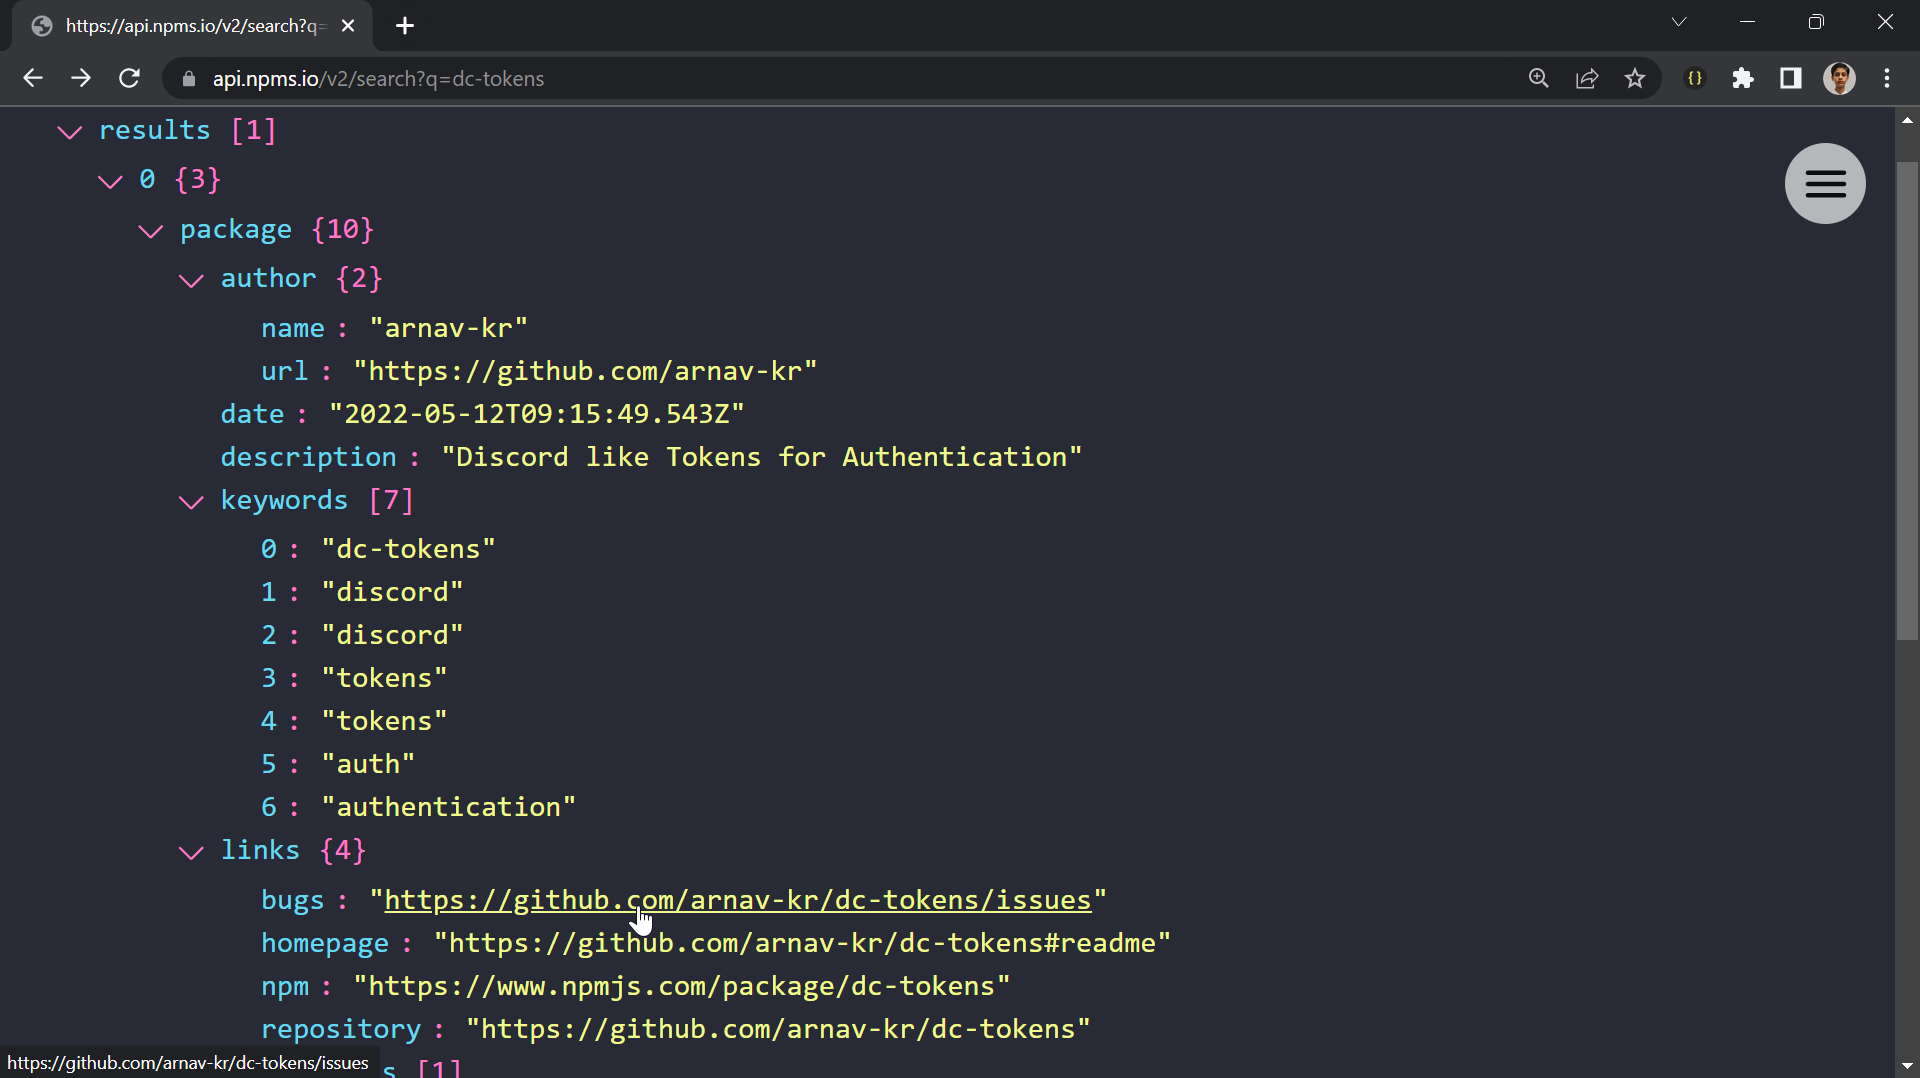 https://api.npms.io/v2/search?q=
api.npms.io/v2/search?q=dc-tokens
{}
results [1]
0 {3}
package {10}
author {2}
name : "arnav-kr"
url : "https://github.com/arnav-kr"
date : "2022-05-12T09:15:49.543Z"
description : "Discord like Tokens for Authentication"
keywords [7]
0 : "dc-tokens"
1 : "discord"
2 : "discord"
3 : "tokens"
4 : "tokens"
5 : "auth"
6 : "authentication"
links {4}
bugs : "https://github.com/arnav-kr/dc-tokens/issues"
homepage : "https://github.com/arnav-kr/dc-tokens#readme"
npm : "https://www.npmjs.com/package/dc-tokens"
repository : "https://github.com/arnav-kr/dc-tokens"
https://github.com/arnav-kr/dc-tokens/issues
s [1]